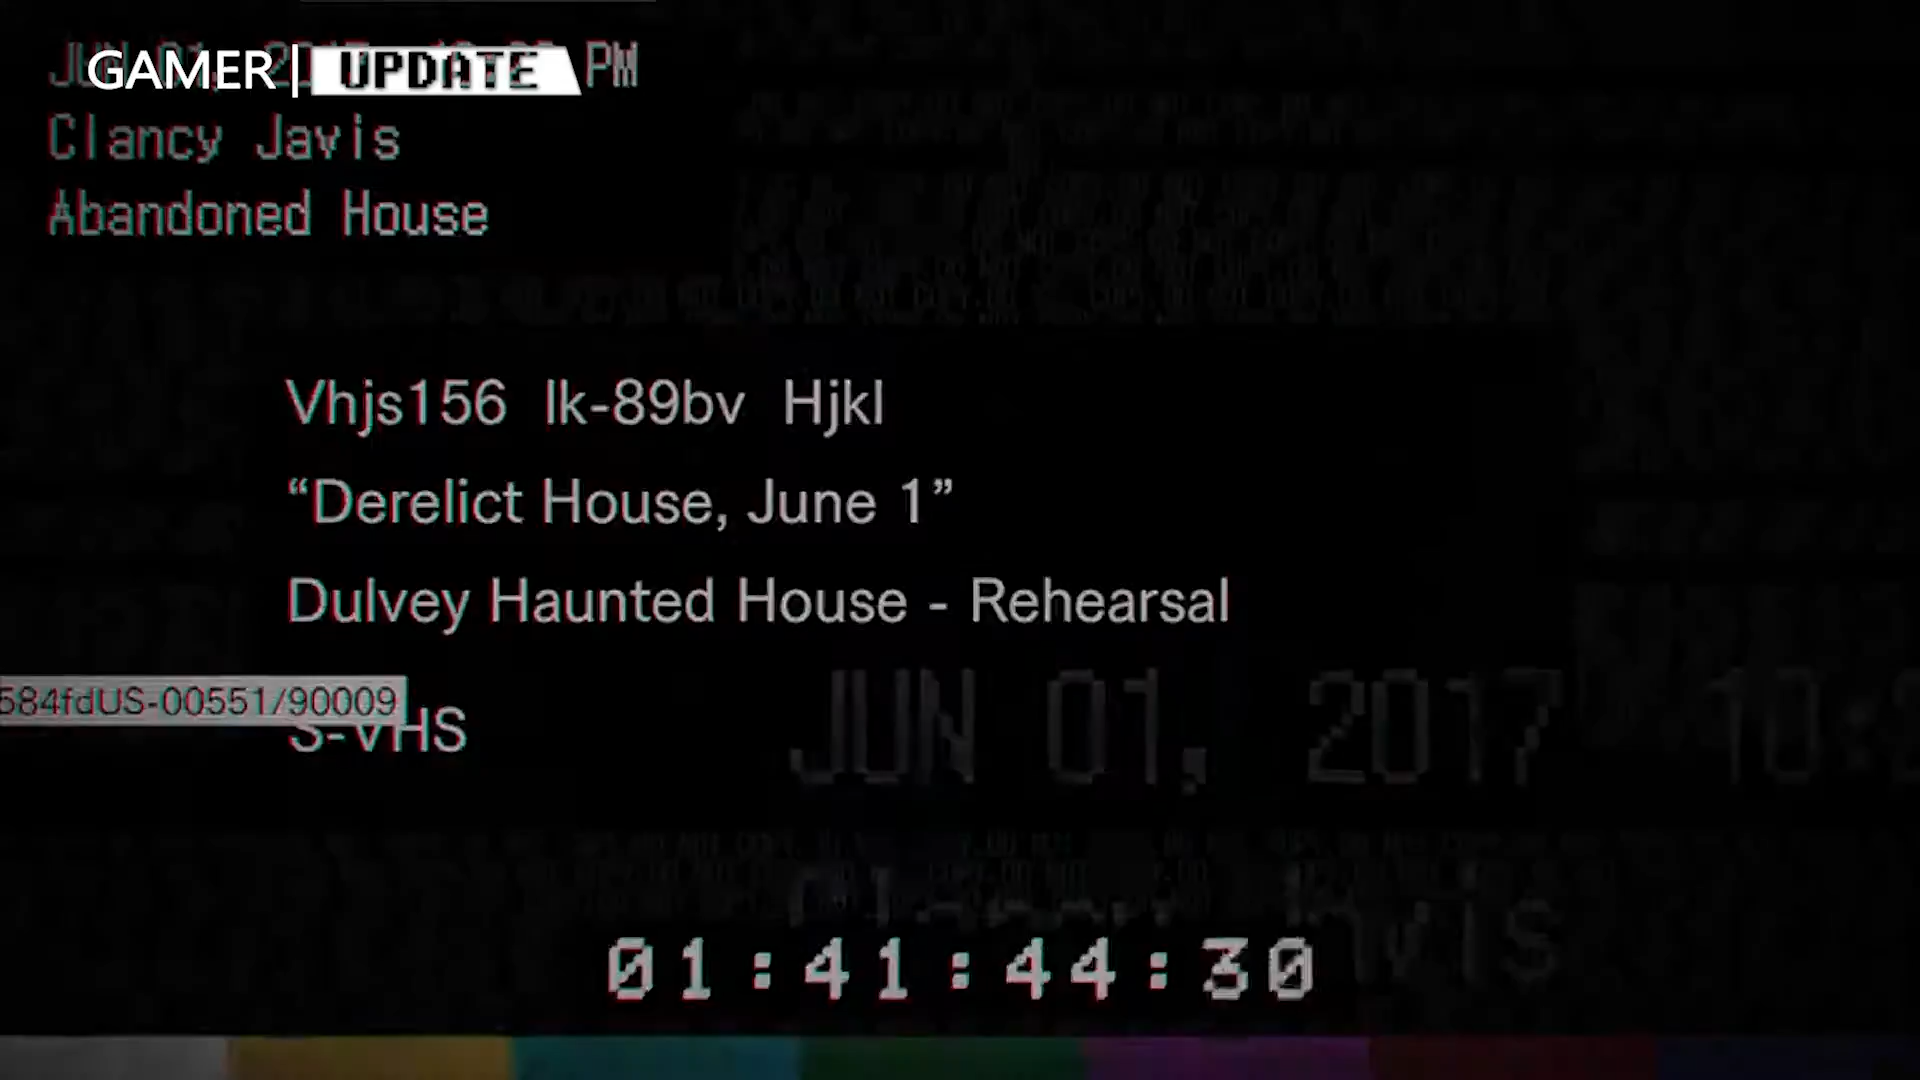 GAMER | UPDATE PM
Clancy Javis
Abandoned House
Vhjs156 lk-89bv Hjkl
“Derelict House, June 1”
Dulvey Haunted House - Rehearsal
584fdUS-00551/90009
S-VHS
JUN 01, 2017
01:41:44:30